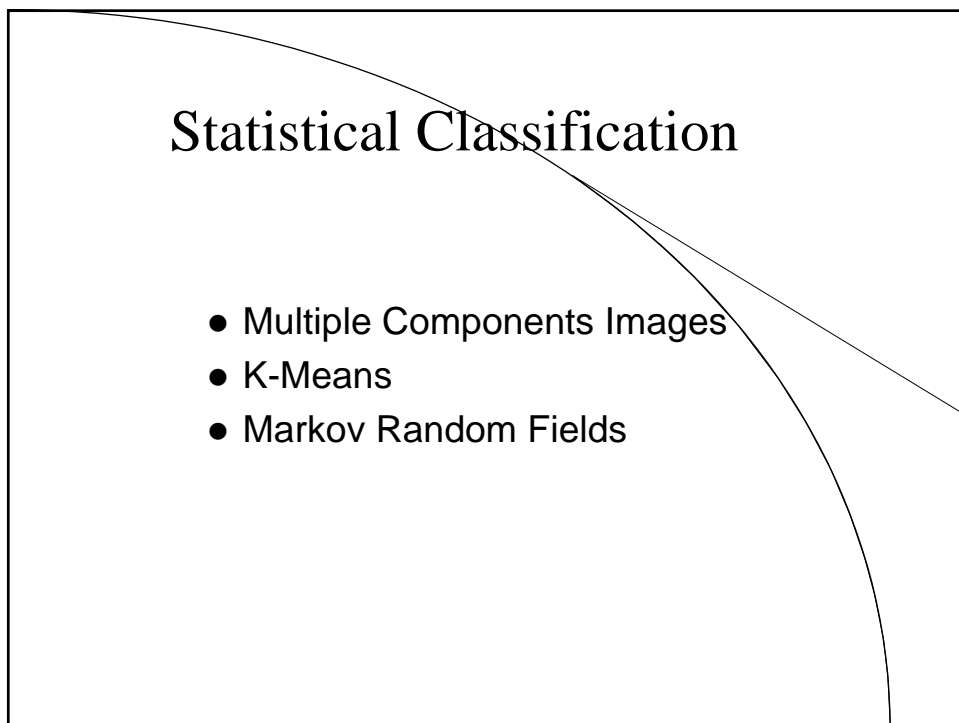 Statistical Classification
● Multiple Components Images
● K-Means
● Markov Random Fields